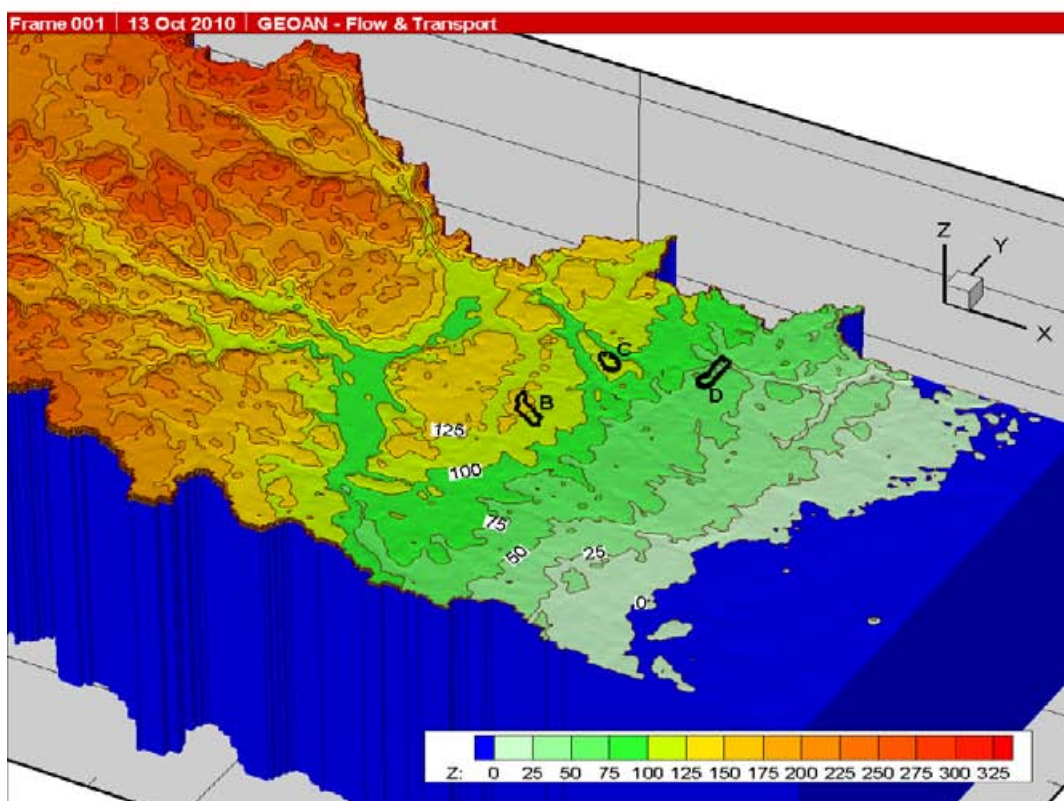 Frame 001 | 13 Oct 2010 | GEOAN - Flow & Transport
Z
Y
X
C
D
B
125
100
75
50
25
0
Z: 0 25 50 75 100 125 150 175 200 225 250 275 300 325